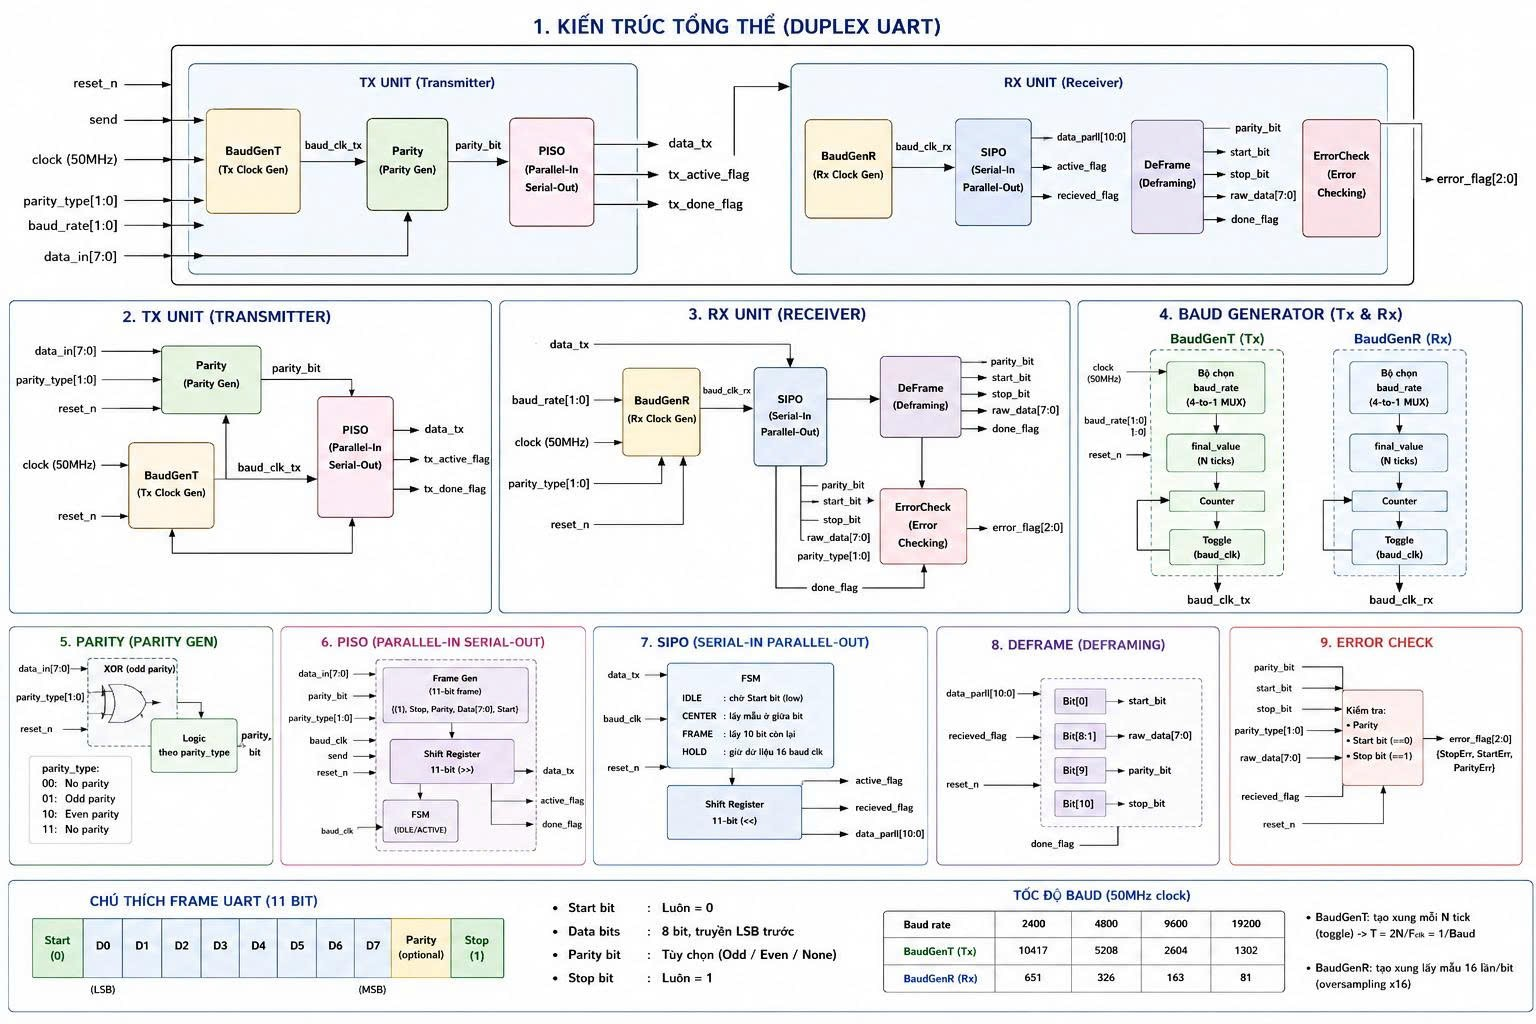 1. KIẾN TRÚC TỔNG THỂ (DUPLEX UART)
reset_n
send
clock (50MHz)
parity_type[1:0]
baud_rate[1:0]
data_in[7:0]
TX UNIT (Transmitter)
BaudGenT
(Tx Clock Gen)
baud_clk_tx
Parity
(Parity Gen)
parity_bit
PISO
(Parallel-In
Serial-Out)
data_tx
tx_active_flag
tx_done_flag
RX UNIT (Receiver)
BaudGenR
(Rx Clock Gen)
baud_clk_rx
SIPO
(Serial-In
Parallel-Out)
data_parll[10:0]
active_flag
recieved_flag
DeFrame
(Deframing)
parity_bit
start_bit
stop_bit
raw_data[7:0]
done_flag
ErrorCheck
(Error
Checking)
error_flag[2:0]
2. TX UNIT (TRANSMITTER)
data_in[7:0]
parity_type[1:0]
reset_n
Parity
(Parity Gen)
parity_bit
clock (50MHz)
reset_n
BaudGenT
(Tx Clock Gen)
baud_clk_tx
PISO
(Parallel-In
Serial-Out)
data_tx
tx_active_flag
tx_done_flag
3. RX UNIT (RECEIVER)
data_tx
baud_rate[1:0]
clock (50MHz)
parity_type[1:0]
reset_n
BaudGenR
(Rx Clock Gen)
baud_clk_rx
SIPO
(Serial-In
Parallel-Out)
DeFrame
(Deframing)
parity_bit
start_bit
stop_bit
raw_data[7:0]
done_flag
parity_bit
start_bit
stop_bit
raw_data[7:0]
parity_type[1:0]
done_flag
ErrorCheck
(Error
Checking)
error_flag[2:0]
4. BAUD GENERATOR (Tx & Rx)
BaudGenT (Tx)
clock
(50MHz)
baud_rate[1:0]
1:0]
reset_n
Bộ chọn
baud_rate
(4-to-1 MUX)
final_value
(N ticks)
Counter
Toggle
(baud_clk)
baud_clk_tx
BaudGenR (Rx)
Bộ chọn
baud_rate
(4-to-1 MUX)
final_value
(N ticks)
Counter
Toggle
(baud_clk)
baud_clk_rx
5. PARITY (PARITY GEN)
data_in[7:0]
parity_type[1:0]
reset_n
XOR (odd parity)
Logic
theo parity_type
parity_
bit
parity_type:
00: No parity
01: Odd parity
10: Even parity
11: No parity
6. PISO (PARALLEL-IN SERIAL-OUT)
data_in[7:0]
parity_bit
parity_type[1:0]
baud_clk
send
reset_n
baud_clk
Frame Gen
(11-bit frame)
{(1}, Stop, Parity, Data[7:0], Start}
Shift Register
11-bit (>>)
FSM
(IDLE/ACTIVE)
data_tx
active_flag
done_flag
7. SIPO (SERIAL-IN PARALLEL-OUT)
data_tx
baud_clk
reset_n
FSM
IDLE : chờ Start bit (low)
CENTER : lấy mẫu ở giữa bit
FRAME : lấy 10 bit còn lại
HOLD : giữ dữ liệu 16 baud clk
Shift Register
11-bit (<<)
active_flag
recieved_flag
data_parll[10:0]
8. DEFRAME (DEFRAMING)
data_parll[10:0]
recieved_flag
reset_n
Bit[0]
start_bit
Bit[8:1]
raw_data[7:0]
Bit[9]
parity_bit
Bit[10]
stop_bit
done_flag
9. ERROR CHECK
parity_bit
start_bit
stop_bit
parity_type[1:0]
raw_data[7:0]
recieved_flag
reset_n
Kiểm tra:
• Parity
• Start bit (==0)
• Stop bit (==1)
error_flag[2:0]
{StopErr, StartErr,
ParityErr}
CHÚ THÍCH FRAME UART (11 BIT)
Start
(0)
D0 D1 D2 D3 D4 D5 D6 D7
Parity
(optional)
Stop
(1)
(LSB) (MSB)
• Start bit : Luôn = 0
• Data bits : 8 bit, truyền LSB trước
• Parity bit : Tùy chọn (Odd / Even / None)
• Stop bit : Luôn = 1
TỐC ĐỘ BAUD (50MHz clock)
Baud rate 2400 4800 9600 19200
BaudGenT (Tx) 10417 5208 2604 1302
BaudGenR (Rx) 651 326 163 81
• BaudGenT: tạo xung mỗi N tick
(toggle) -> T = 2N/Fclk = 1/Baud
• BaudGenR: tạo xung lấy mẫu 16 lần/bit
(oversampling x16)